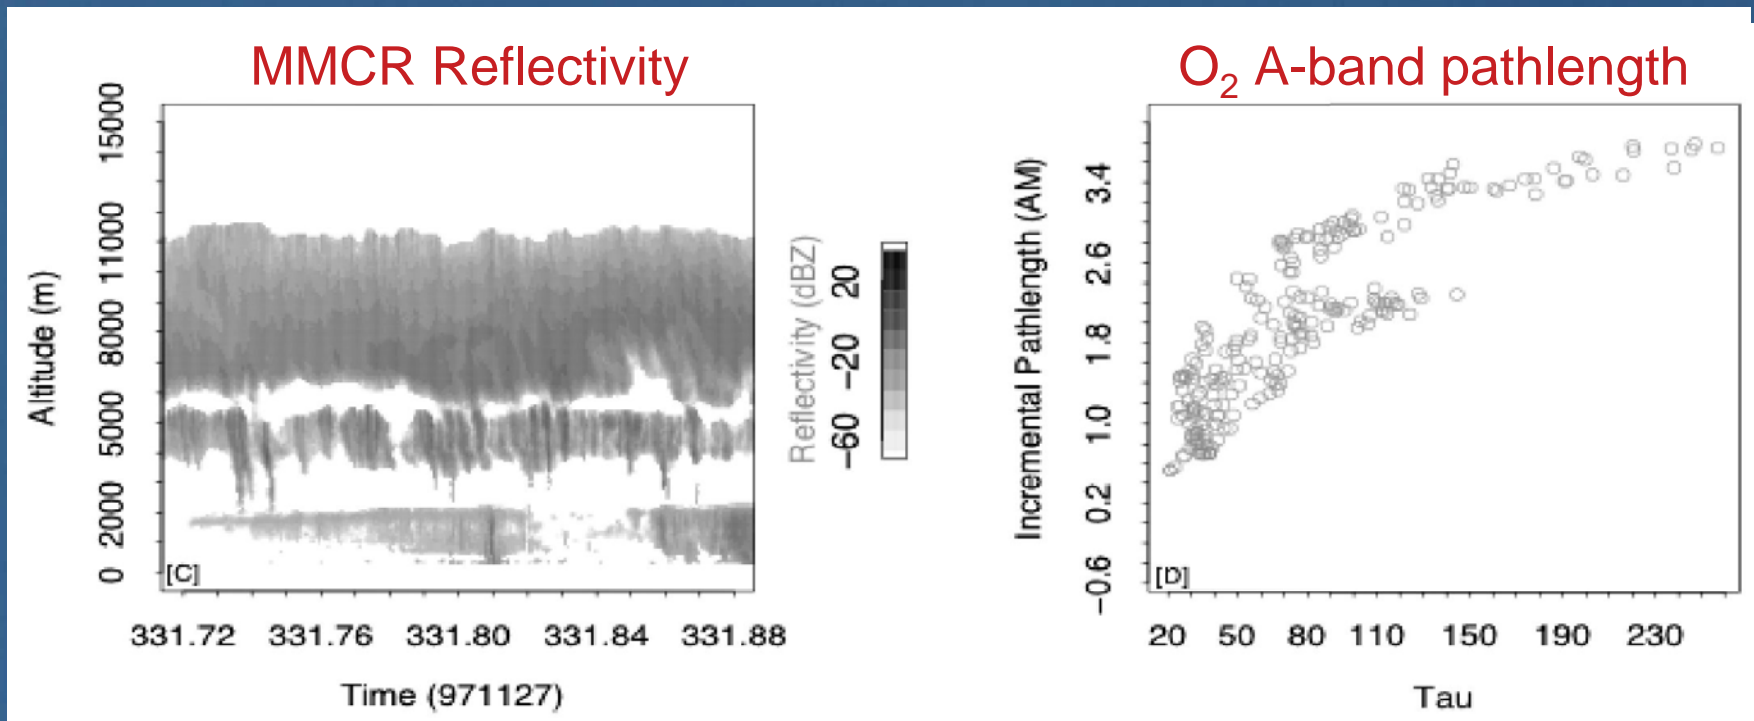 MMCR Reflectivity
Altitude (m)
15000
11000
8000
5000
2000
0
[C]
331.72 331.76 331.80 331.84 331.88
Time (971127)
Reflectivity (dBZ)
20
−20
−60
O₂ A-band pathlength
Incremental Pathlength (AM)
3.4
2.6
1.8
1.0
0.2
−0.6
[D]
20 50 80 110 150 190 230
Tau